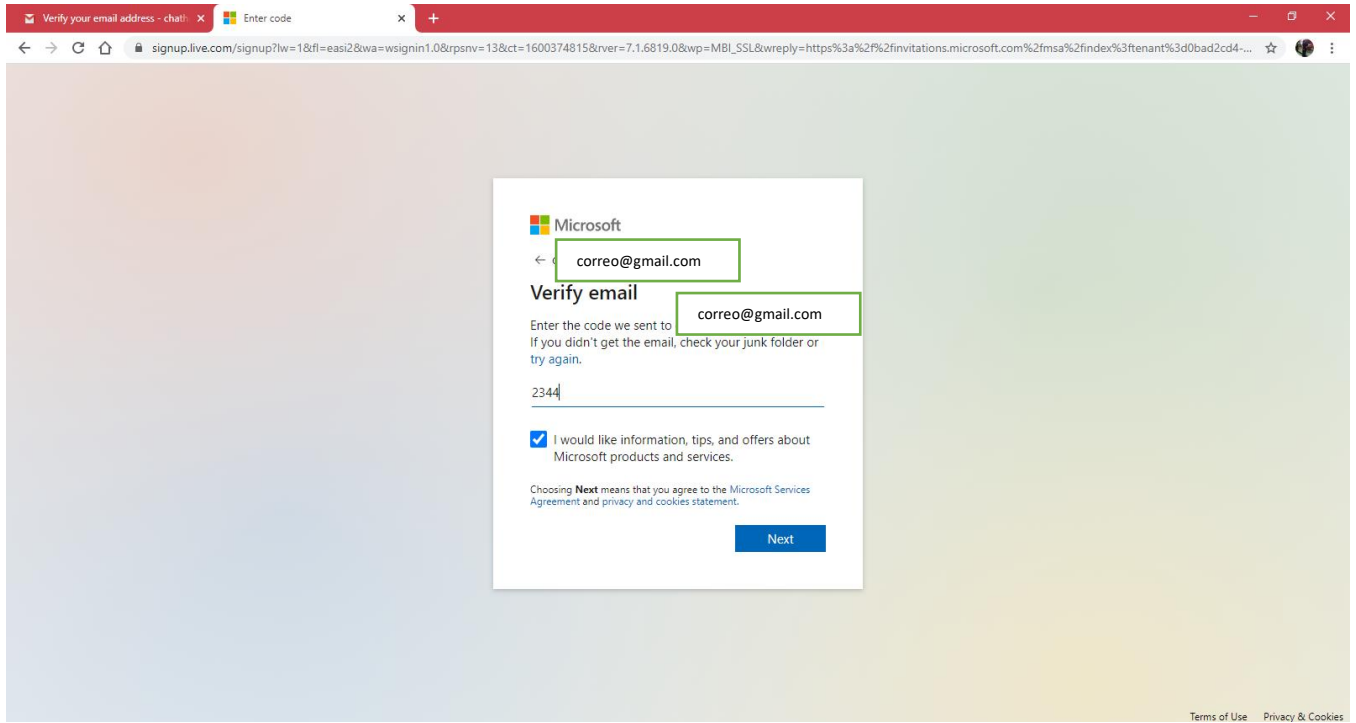 Verify your email address - chath
Enter code
signup.live.com/signup?lw=1&fl=easi2&wa=wsignin1.0&rpsnv=13&ct=1600374815&rver=7.1.6819.0&wp=MBI_SSL&wreply=https%3a%2f%2finvitations.microsoft.com%2fmsa%2findex%3ftenant%3d0bad2cd4-...
Microsoft
correo@gmail.com
Verify email
correo@gmail.com
Enter the code we sent to
If you didn't get the email, check your junk folder or
try again.
2344
I would like information, tips, and offers about
Microsoft products and services.
Choosing Next means that you agree to the Microsoft Services
Agreement and privacy and cookies statement.
Next
Terms of Use Privacy & Cookies